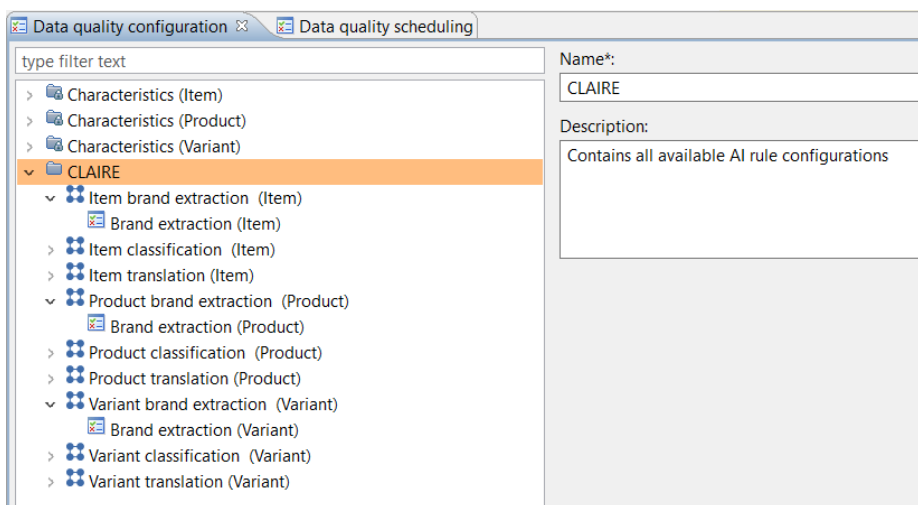 Data quality configuration
Data quality scheduling
type filter text
Characteristics (Item)
Characteristics (Product)
Characteristics (Variant)
CLAIRE
Item brand extraction (Item)
Brand extraction (Item)
Item classification (Item)
Item translation (Item)
Product brand extraction (Product)
Brand extraction (Product)
Product classification (Product)
Product translation (Product)
Variant brand extraction (Variant)
Brand extraction (Variant)
Variant classification (Variant)
Variant translation (Variant)
Name*:
CLAIRE
Description:
Contains all available AI rule configurations